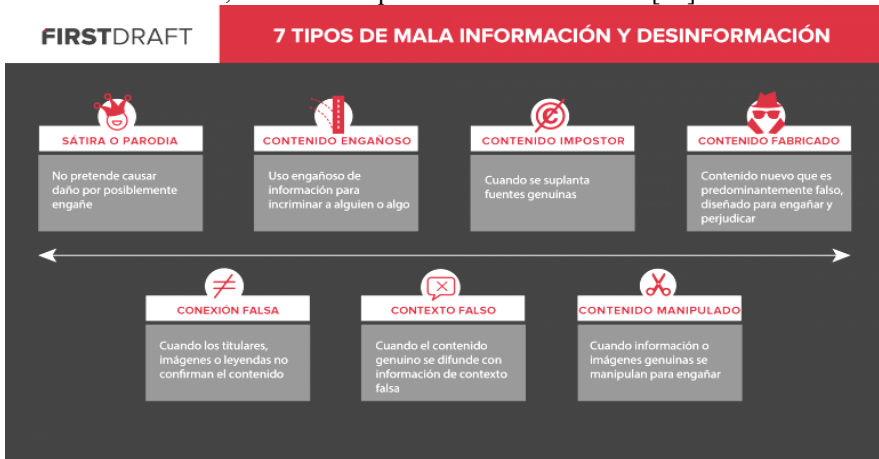 FIRSTDRAFT
7 TIPOS DE MALA INFORMACIÓN Y DESINFORMACIÓN
SÁTIRA O PARODIA
No pretende causar
daño por posiblemente
engañe
CONTENIDO ENGAÑOSO
Uso engañoso de
información para
incriminar a alguien o algo
CONTENIDO IMPOSTOR
Cuando se suplanta
fuentes genuinas
CONTENIDO FABRICADO
Contenido nuevo que es
predominantemente falso,
diseñado para engañar y
perjudicar
CONEXIÓN FALSA
Cuando los titulares,
imágenes o leyendas no
confirman el contenido
CONTEXTO FALSO
Cuando el contenido
genuino se difunde con
información de contexto
falsa
CONTENIDO MANIPULADO
Cuando información o
imágenes genuinas se
manipulan para engañar